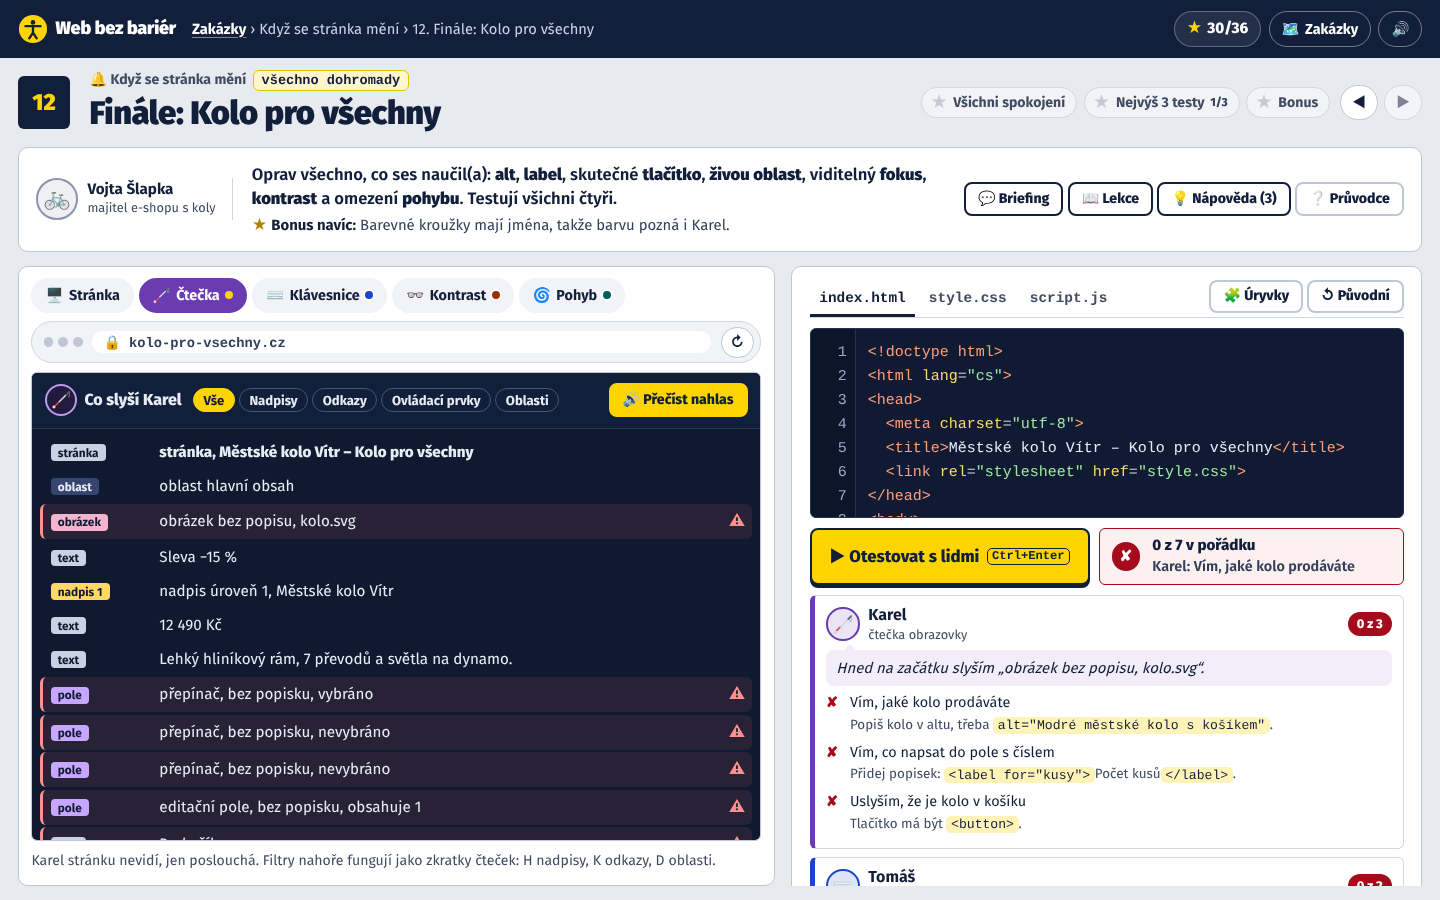 Web bez bariér
Zakázky › Když se stránka mění › 12. Finále: Kolo pro všechny
★ 30/36
Zakázky
12
Když se stránka mění
všechno dohromady
Finále: Kolo pro všechny
★ Všichni spokojení
★ Nejvýš 3 testy 1/3
★ Bonus
◀
▶
Vojta Šlapka
majitel e-shopu s koly
Oprav všechno, co ses naučil(a): alt, label, skutečné tlačítko, živou oblast, viditelný fokus,
kontrast a omezení pohybu. Testují všichni čtyři.
★ Bonus navíc: Barevné kroužky mají jména, takže barvu pozná i Karel.
Briefing
Lekce
Nápověda (3)
Průvodce
Stránka
Čtečka
Klávesnice
Kontrast
Pohyb
kolo-pro-vsechny.cz
↻
Co slyší Karel
Vše
Nadpisy
Odkazy
Ovládací prvky
Oblasti
Přečíst nahlas
stránka stránka, Městské kolo Vítr – Kolo pro všechny
oblast oblast hlavní obsah
obrázek obrázek bez popisu, kolo.svg
text Sleva −15 %
nadpis 1 nadpis úroveň 1, Městské kolo Vítr
text 12 490 Kč
text Lehký hliníkový rám, 7 převodů a světla na dynamo.
pole přepínač, bez popisku, vybráno
pole přepínač, bez popisku, nevybráno
pole přepínač, bez popisku, nevybráno
pole editační pole, bez popisku, obsahuje 1
Karel stránku nevidí, jen poslouchá. Filtry nahoře fungují jako zkratky čteček: H nadpisy, K odkazy, D oblasti.
index.html
style.css
script.js
Úryvky
↺ Původní
1 <!doctype html>
2 <html lang="cs">
3 <head>
4 <meta charset="utf-8">
5 <title>Městské kolo Vítr – Kolo pro všechny</title>
6 <link rel="stylesheet" href="style.css">
7 </head>
8 <body>
▶ Otestovat s lidmi Ctrl+Enter
✘
0 z 7 v pořádku
Karel: Vím, jaké kolo prodáváte
Karel
čtečka obrazovky
0 z 3
Hned na začátku slyším „obrázek bez popisu, kolo.svg“.
✘ Vím, jaké kolo prodáváte
Popiš kolo v altu, třeba alt="Modré městské kolo s košíkem".
✘ Vím, co napsat do pole s číslem
Přidej popisek: <label for="kusy">Počet kusů</label>.
✘ Uslyším, že je kolo v košíku
Tlačítko má být <button>.
Tomáš
0 z 2